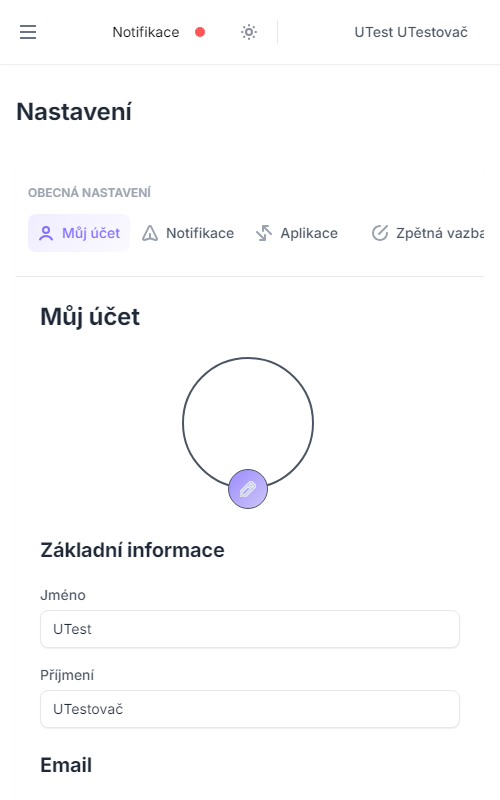 Notifikace
UTest UTestovač
Nastavení
OBECNÁ NASTAVENÍ
Můj účet
Notifikace
Aplikace
Zpětná vazba
Můj účet
Základní informace
Jméno
UTest
Příjmení
UTestovač
Email